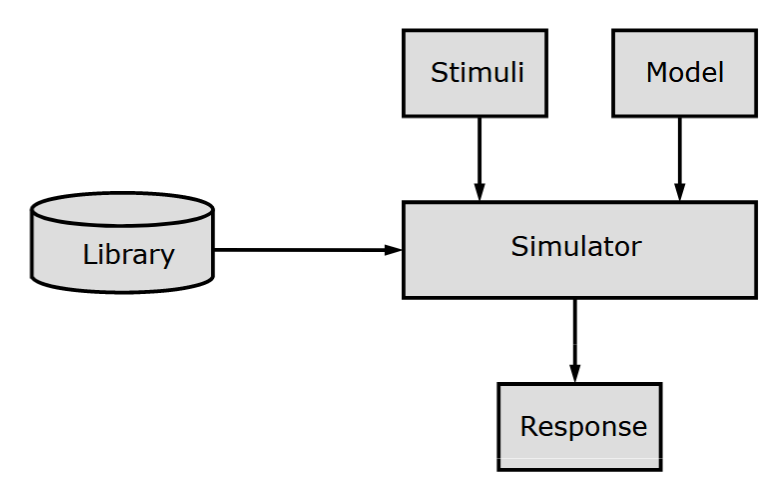 Stimuli
Model
Library
Simulator
Response